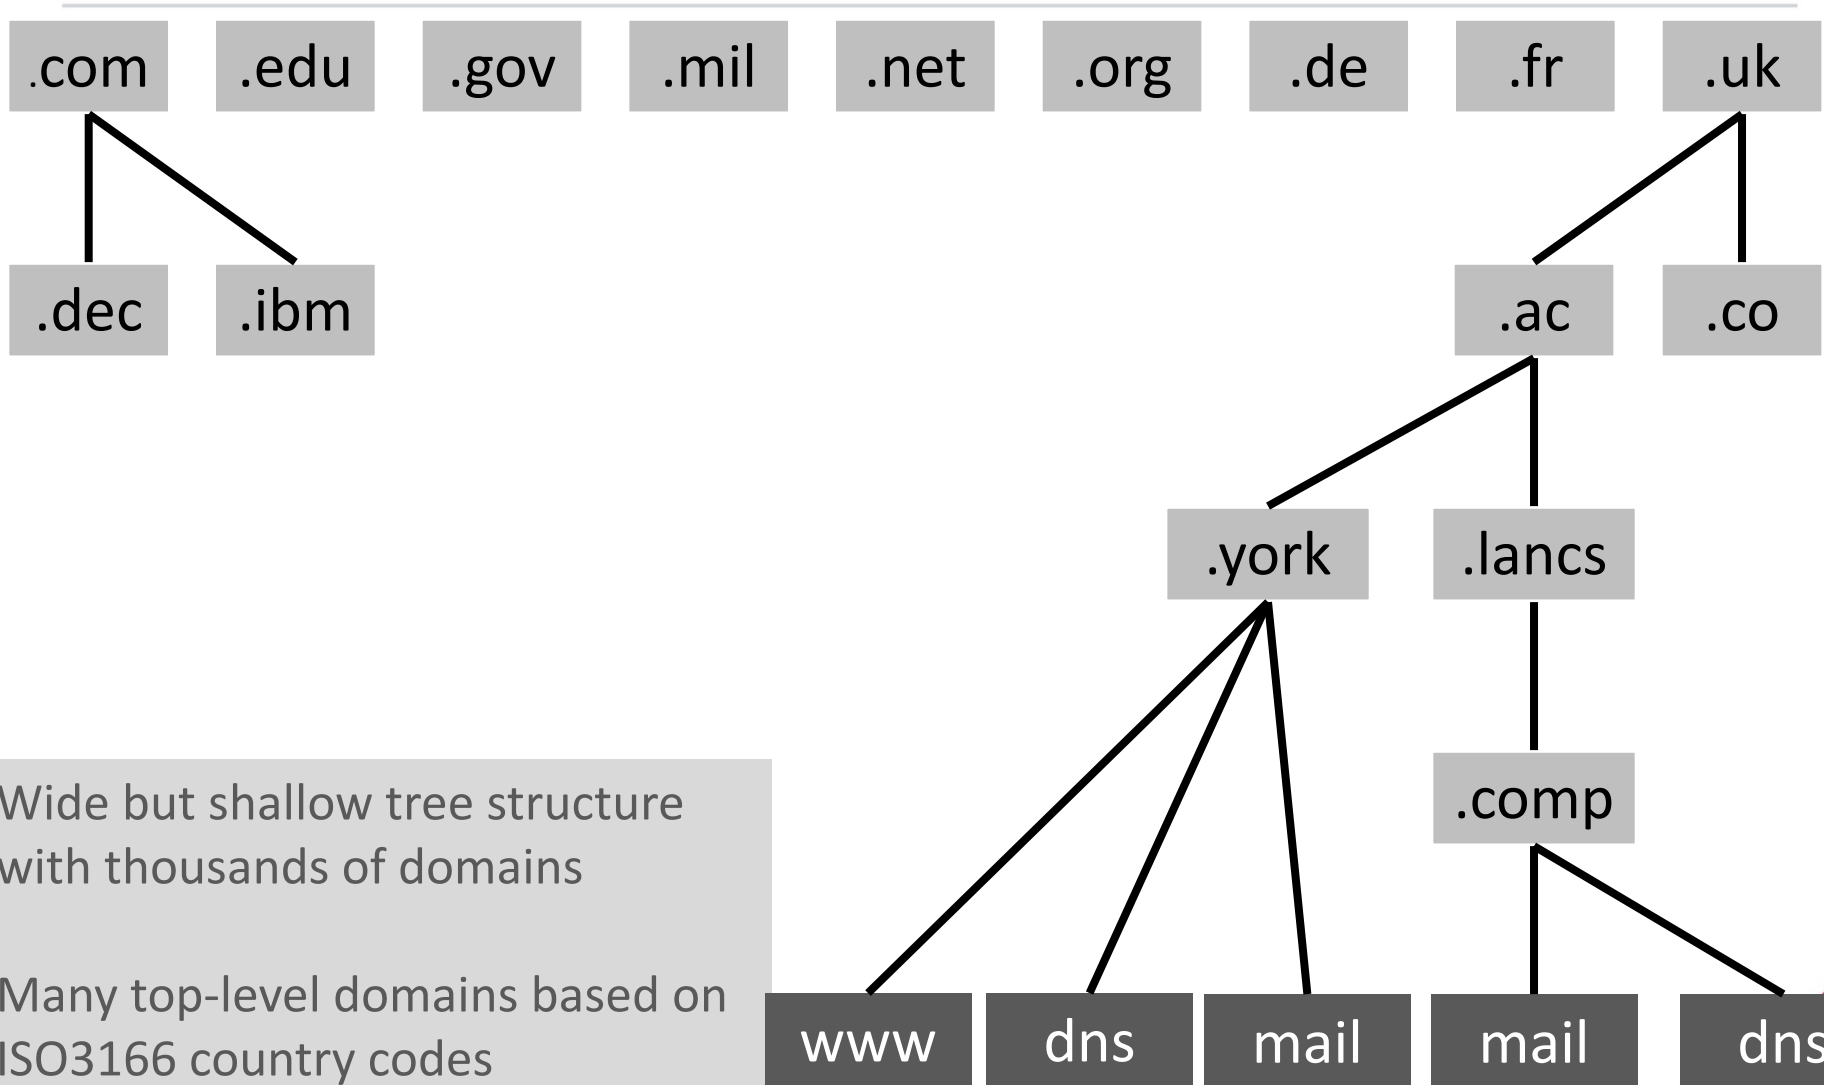 .com .edu .gov .mil .net .org .de .fr .uk
.dec .ibm .ac .co
.york .lancs
.comp
Wide but shallow tree structure
with thousands of domains
Many top-level domains based on
ISO3166 country codes
www dns mail mail dns